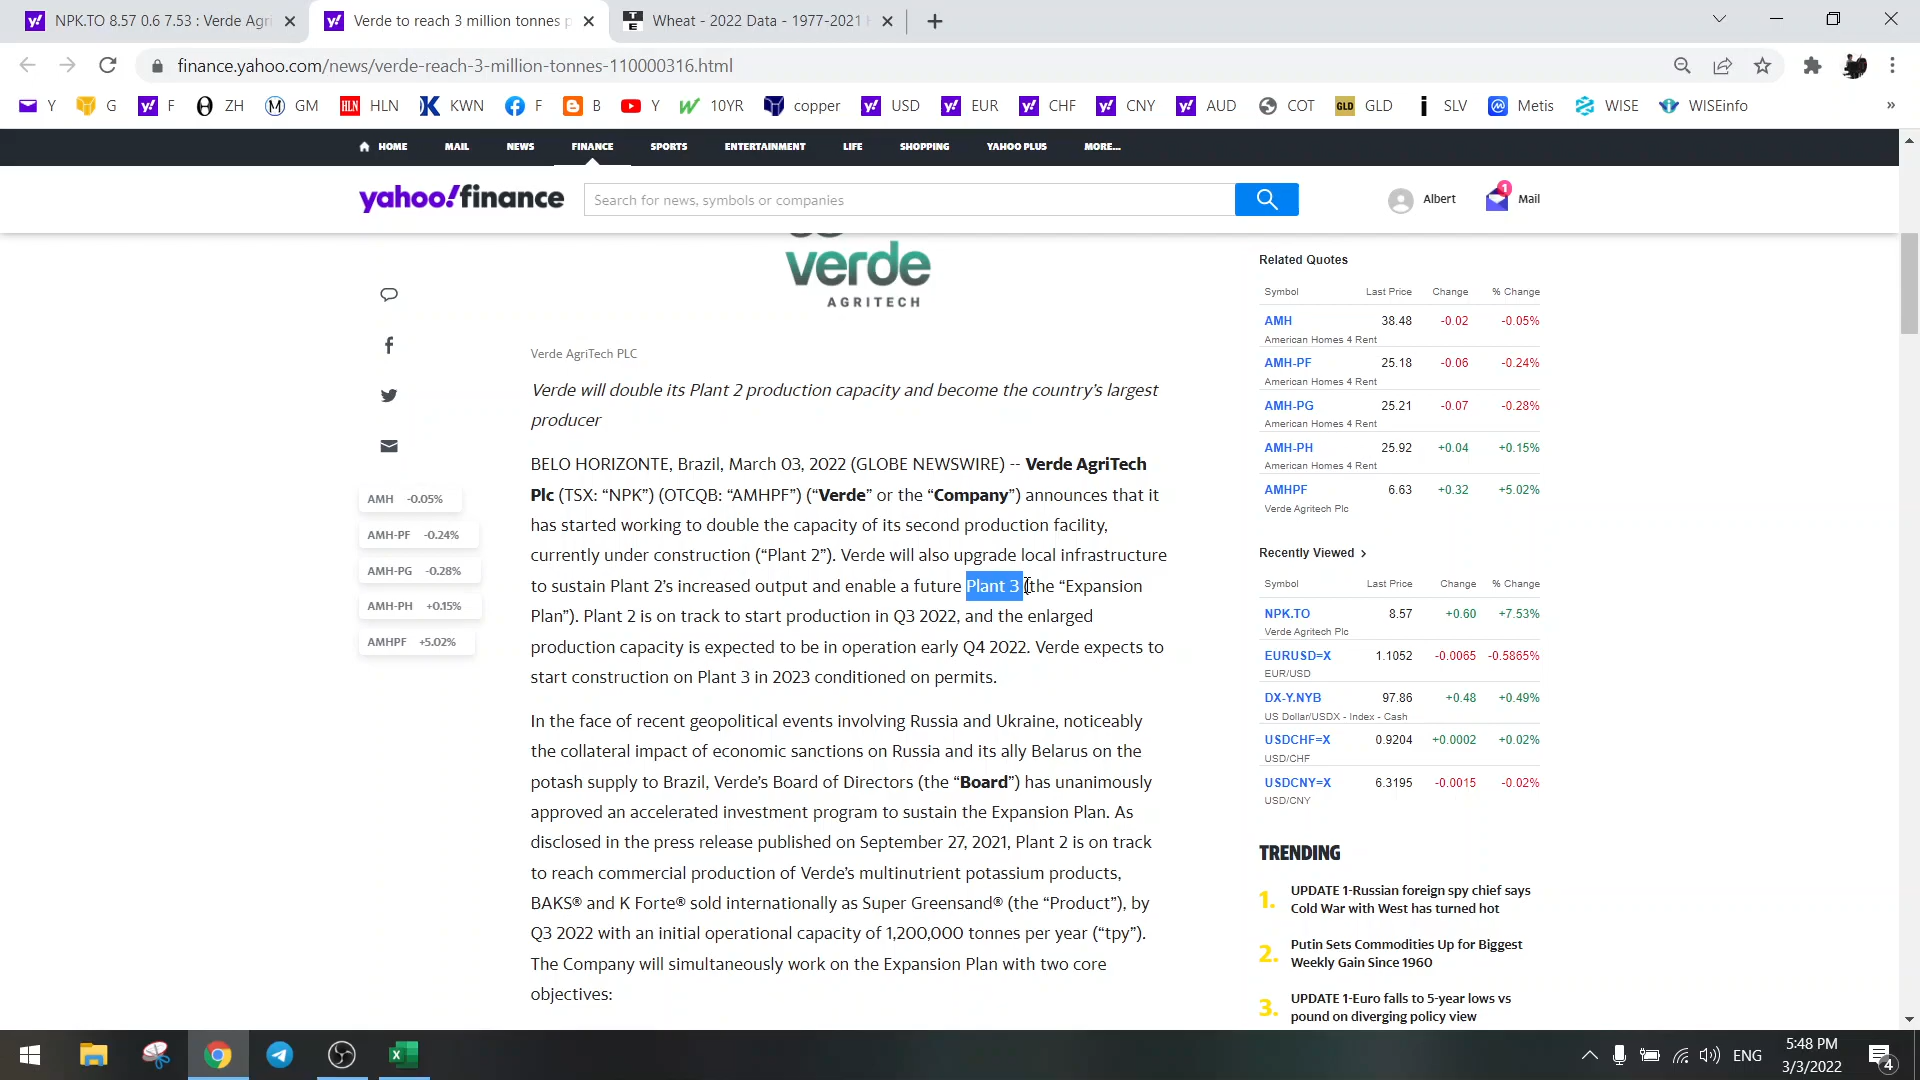 NPK.TO 8.57 0.6 7.53 : Verde Agri
Verde to reach 3 million tonnes p
Wheat - 2022 Data - 1977-2021 H
finance.yahoo.com/news/verde-reach-3-million-tonnes-110000316.html
Y G F ZH GM HLN KWN F B Y 10YR copper USD EUR CHF CNY AUD COT GLD SLV Metis WISE WISEinfo »
HOME MAIL NEWS FINANCE SPORTS ENTERTAINMENT LIFE SHOPPING YAHOO PLUS MORE...
yahoo!finance
Search for news, symbols or companies
Albert
1
Mail
verde
AGRITECH
Verde AgriTech PLC
Verde will double its Plant 2 production capacity and become the country's largest
producer
BELO HORIZONTE, Brazil, March 03, 2022 (GLOBE NEWSWIRE) -- Verde AgriTech
Plc (TSX: “NPK”) (OTCQB: “AMHPF”) (“Verde” or the “Company”) announces that it
has started working to double the capacity of its second production facility,
currently under construction (“Plant 2”). Verde will also upgrade local infrastructure
to sustain Plant 2’s increased output and enable a future Plant 3 (the “Expansion
Plan”). Plant 2 is on track to start production in Q3 2022, and the enlarged
production capacity is expected to be in operation early Q4 2022. Verde expects to
start construction on Plant 3 in 2023 conditioned on permits.
In the face of recent geopolitical events involving Russia and Ukraine, noticeably
the collateral impact of economic sanctions on Russia and its ally Belarus on the
potash supply to Brazil, Verde’s Board of Directors (the “Board”) has unanimously
approved an accelerated investment program to sustain the Expansion Plan. As
disclosed in the press release published on September 27, 2021, Plant 2 is on track
to reach commercial production of Verde’s multinutrient potassium products,
BAKS® and K Forte® sold internationally as Super Greensand® (the “Product”), by
Q3 2022 with an initial operational capacity of 1,200,000 tonnes per year (“tpy”).
The Company will simultaneously work on the Expansion Plan with two core
objectives:
AMH -0.05%
AMH-PF -0.24%
AMH-PG -0.28%
AMH-PH +0.15%
AMHPF +5.02%
Related Quotes
Symbol Last Price Change % Change
AMH 38.48 -0.02 -0.05%
American Homes 4 Rent
AMH-PF 25.18 -0.06 -0.24%
American Homes 4 Rent
AMH-PG 25.21 -0.07 -0.28%
American Homes 4 Rent
AMH-PH 25.92 +0.04 +0.15%
American Homes 4 Rent
AMHPF 6.63 +0.32 +5.02%
Verde Agritech Plc
Recently Viewed >
Symbol Last Price Change % Change
NPK.TO 8.57 +0.60 +7.53%
Verde Agritech Plc
EURUSD=X 1.1052 -0.0065 -0.5865%
EUR/USD
DX-Y.NYB 97.86 +0.48 +0.49%
US Dollar/USDX - Index - Cash
USDCHF=X 0.9204 +0.0002 +0.02%
USD/CHF
USDCNY=X 6.3195 -0.0015 -0.02%
USD/CNY
TRENDING
1. UPDATE 1-Russian foreign spy chief says
Cold War with West has turned hot
2. Putin Sets Commodities Up for Biggest
Weekly Gain Since 1960
3. UPDATE 1-Euro falls to 5-year lows vs
pound on diverging policy view
ENG
5:48 PM
3/3/2022
4